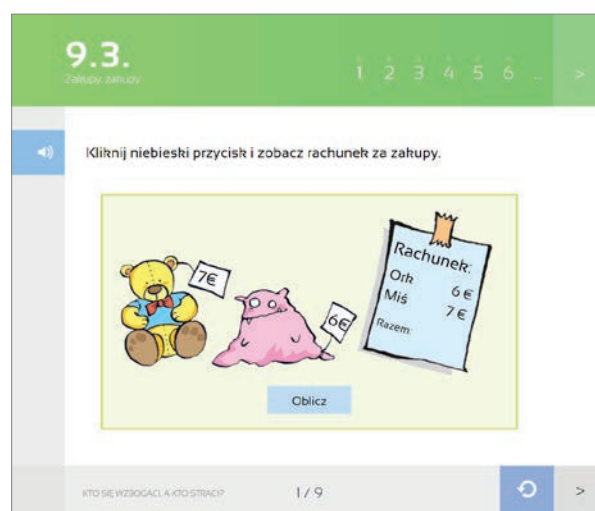 9.3.
Zakupy, zakupy
1 2 3 4 5 6 ... >
Kliknij niebieski przycisk i zobacz rachunek za zakupy.
7€
6€
Rachunek:
Ork 6 €
Miś 7 €
Razem:
Oblicz
KTO SIĘ WZBOGACI, A KTO STRACI?
1 / 9
>